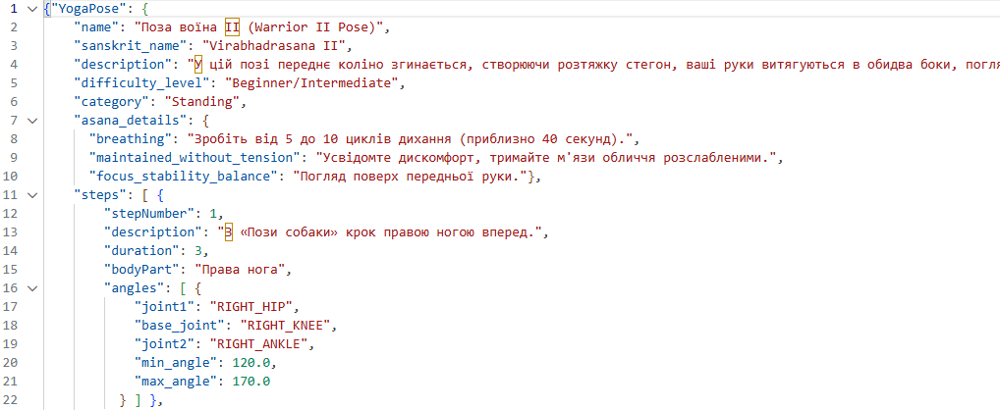 1 {"YogaPose": {
2 "name": "Поза воїна ІІ (Warrior II Pose)",
3 "sanskrit_name": "Virabhadrasana II",
4 "description": "У цій позі переднє коліно згинається, створюючи розтяжку стегон, ваші руки витягуються в обидва боки,
5 "difficulty_level": "Beginner/Intermediate",
6 "category": "Standing",
7 "asana_details": {
8 "breathing": "Зробіть від 5 до 10 циклів дихання (приблизно 40 секунд).",
9 "maintained_without_tension": "Усвідомте дискомфорт, тримайте м'язи обличчя розслабленими.",
10 "focus_stability_balance": "Погляд поверх передньої руки."},
11 "steps": [ {
12 "stepNumber": 1,
13 "description": "З «Пози собаки» крок правою ногою вперед.",
14 "duration": 3,
15 "bodyPart": "Права нога",
16 "angles": [ {
17 "joint1": "RIGHT_HIP",
18 "base_joint": "RIGHT_KNEE",
19 "joint2": "RIGHT_ANKLE",
20 "min_angle": 120.0,
21 "max_angle": 170.0
22 } ] },